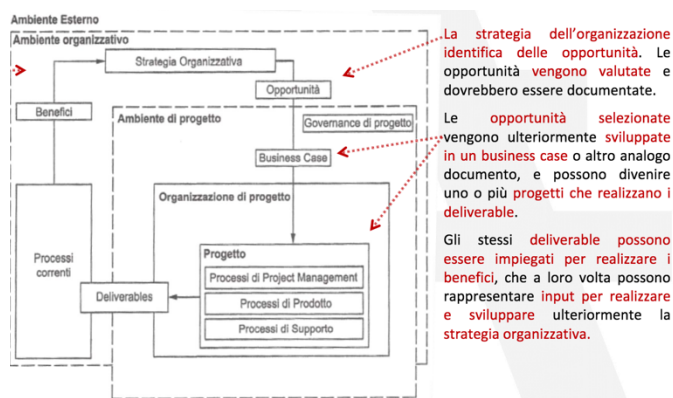 Ambiente Esterno
Ambiente organizzativo
Strategia Organizzativa
Opportunità
Benefici
Ambiente di progetto
Governance di progetto
Business Case
Organizzazione di progetto
Progetto
Processi di Project Management
Processi di Prodotto
Processi di Supporto
Processi
correnti
Deliverables
La strategia dell'organizzazione
identifica delle opportunità. Le
opportunità vengono valutate e
dovrebbero essere documentate.
Le opportunità selezionate
vengono ulteriormente sviluppate
in un business case o altro analogo
documento, e possono divenire
uno o più progetti che realizzano i
deliverable.
Gli stessi deliverable possono
essere impiegati per realizzare i
benefici, che a loro volta possono
rappresentare input per realizzare
e sviluppare ulteriormente la
strategia organizzativa.